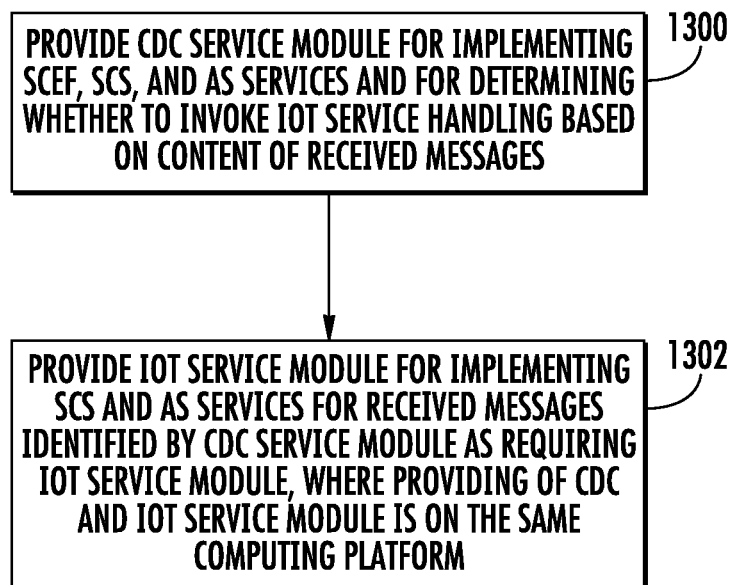 PROVIDE CDC SERVICE MODULE FOR IMPLEMENTING
SCEF, SCS, AND AS SERVICES AND FOR DETERMINING
WHETHER TO INVOKE IOT SERVICE HANDLING BASED
ON CONTENT OF RECEIVED MESSAGES
1300
PROVIDE IOT SERVICE MODULE FOR IMPLEMENTING
SCS AND AS SERVICES FOR RECEIVED MESSAGES
IDENTIFIED BY CDC SERVICE MODULE AS REQUIRING
IOT SERVICE MODULE, WHERE PROVIDING OF CDC
AND IOT SERVICE MODULE IS ON THE SAME
COMPUTING PLATFORM
1302